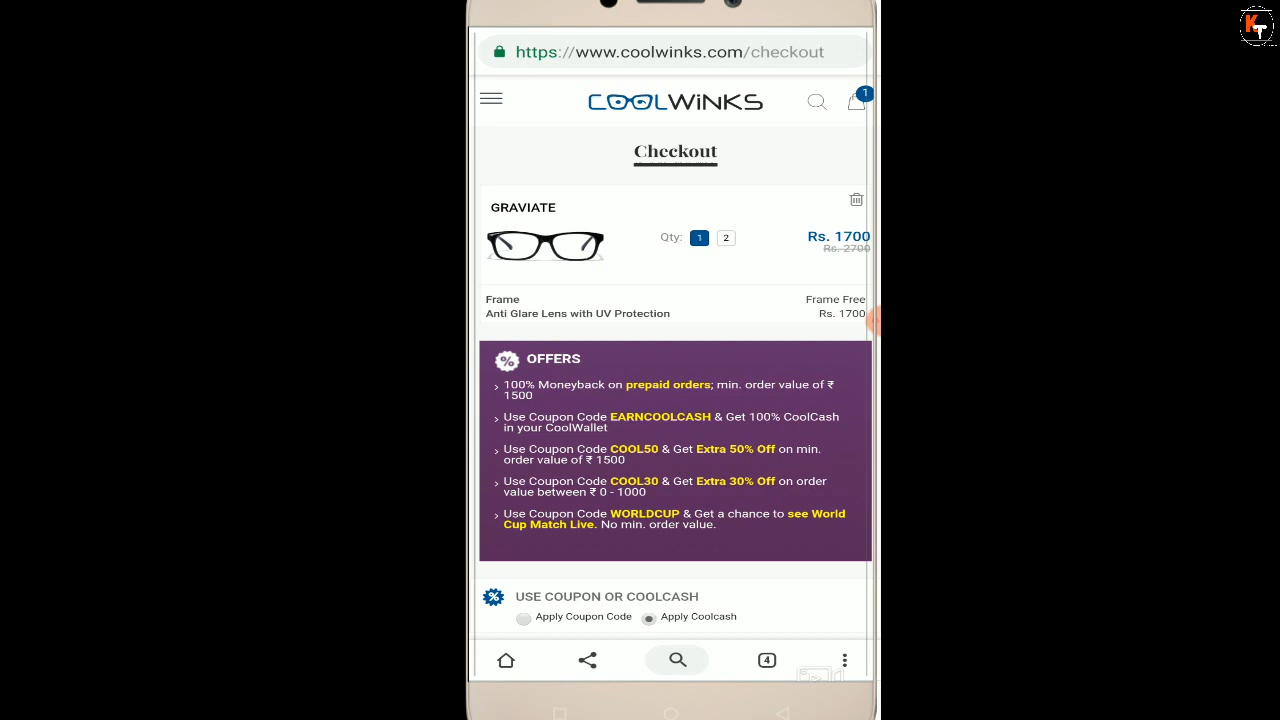 KT
https://www.coolwinks.com/checkout
COOLWiNKS
1
Checkout
GRAVIATE
Qty: 1 2
Rs. 1700
Rs. 2700
Frame Frame Free
Anti Glare Lens with UV Protection Rs. 1700
% OFFERS
› 100% Moneyback on prepaid orders; min. order value of ₹
1500
› Use Coupon Code EARNCOOLCASH & Get 100% CoolCash
in your CoolWallet
› Use Coupon Code COOL50 & Get Extra 50% Off on min.
order value of ₹ 1500
› Use Coupon Code COOL30 & Get Extra 30% Off on order
value between ₹ 0 - 1000
› Use Coupon Code WORLDCUP & Get a chance to see World
Cup Match Live. No min. order value.
% USE COUPON OR COOLCASH
Apply Coupon Code Apply Coolcash
4